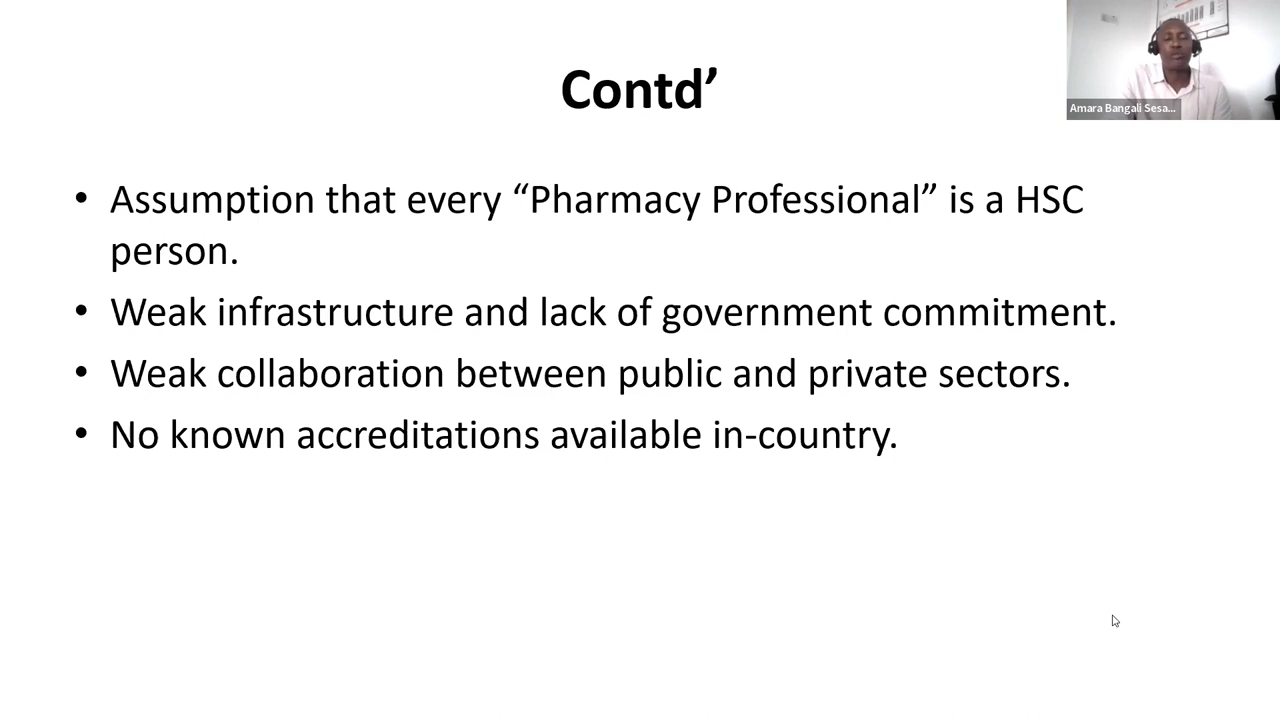 Contd’
Amara Bangali Sesa...
• Assumption that every “Pharmacy Professional” is a HSC
person.
• Weak infrastructure and lack of government commitment.
• Weak collaboration between public and private sectors.
• No known accreditations available in-country.